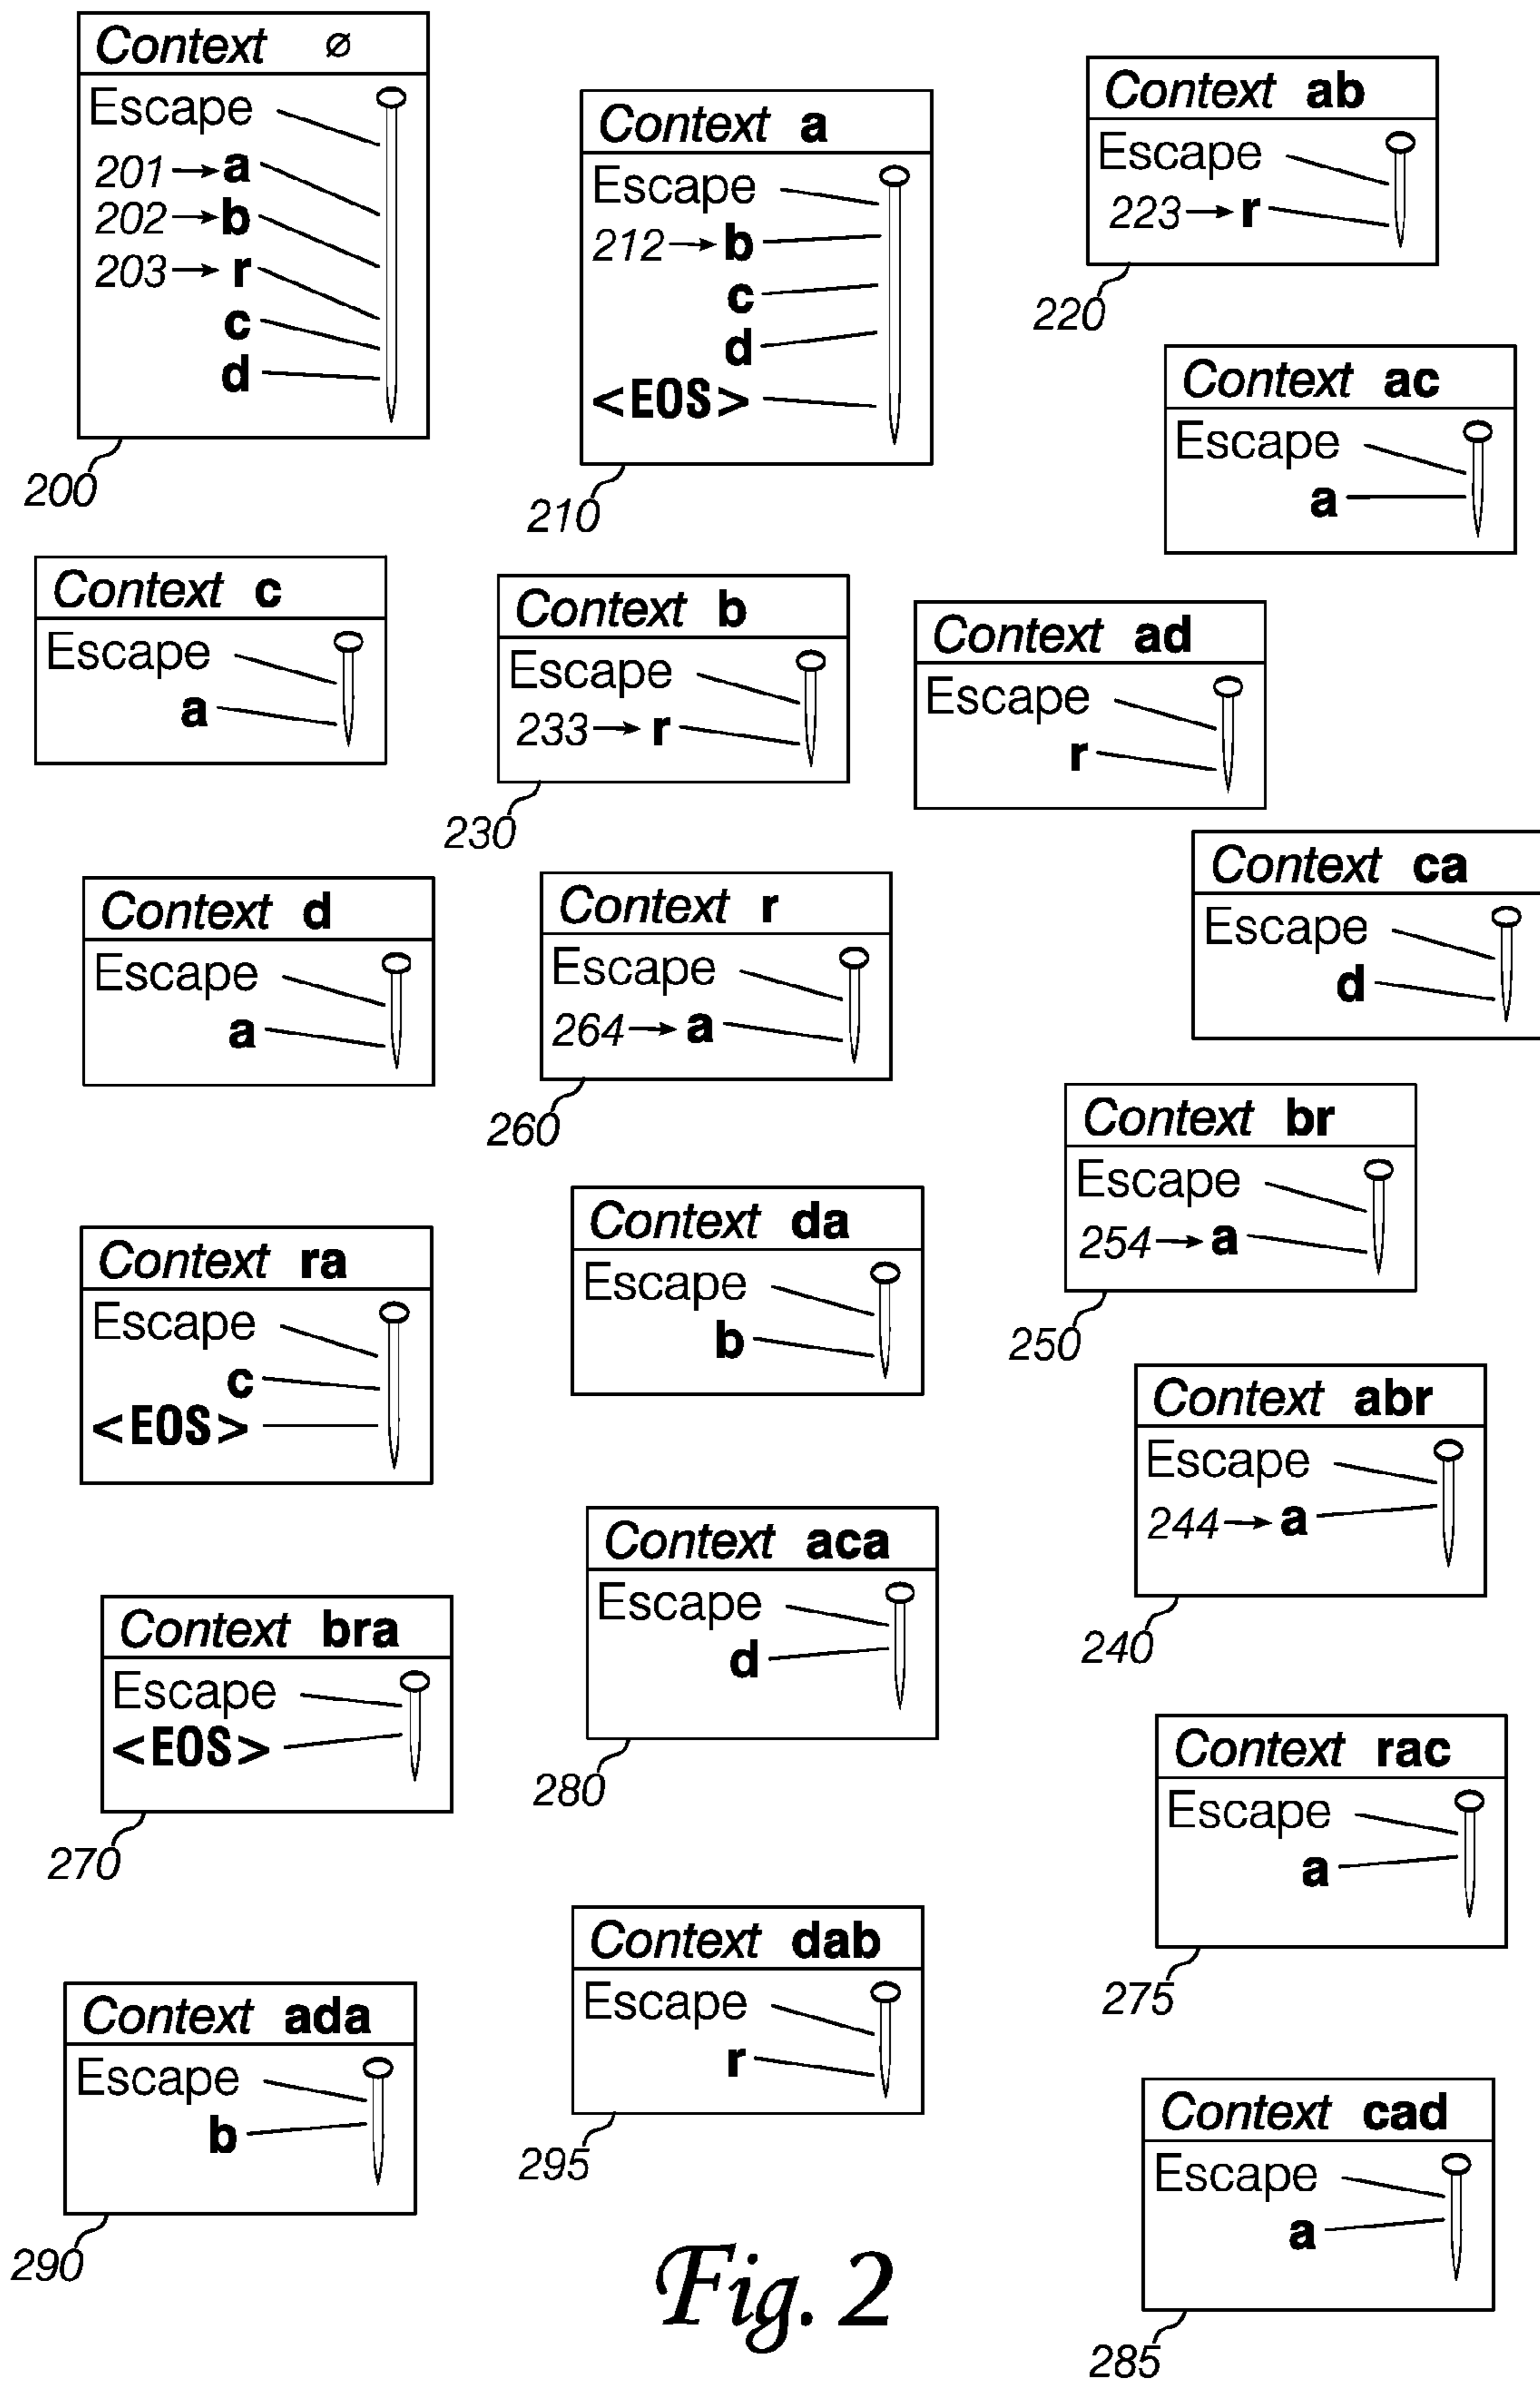 Context ∅
Escape
201→a
202→b
203→r
c
d
200
Context a
Escape
212→b
c
d
<EOS>
210
Context ab
Escape
223→r
220
Context ac
Escape
a
Context c
Escape
a
Context b
Escape
233→r
230
Context ad
Escape
r
Context ca
Escape
d
Context d
Escape
a
Context r
Escape
264→a
260
Context br
Escape
254→a
250
Context ra
Escape
c
<EOS>
Context da
Escape
b
Context abr
Escape
244→a
240
Context bra
Escape
<EOS>
270
Context aca
Escape
d
280
Context rac
Escape
a
275
Context ada
Escape
b
290
Context dab
Escape
r
295
Context cad
Escape
a
285
Fig. 2